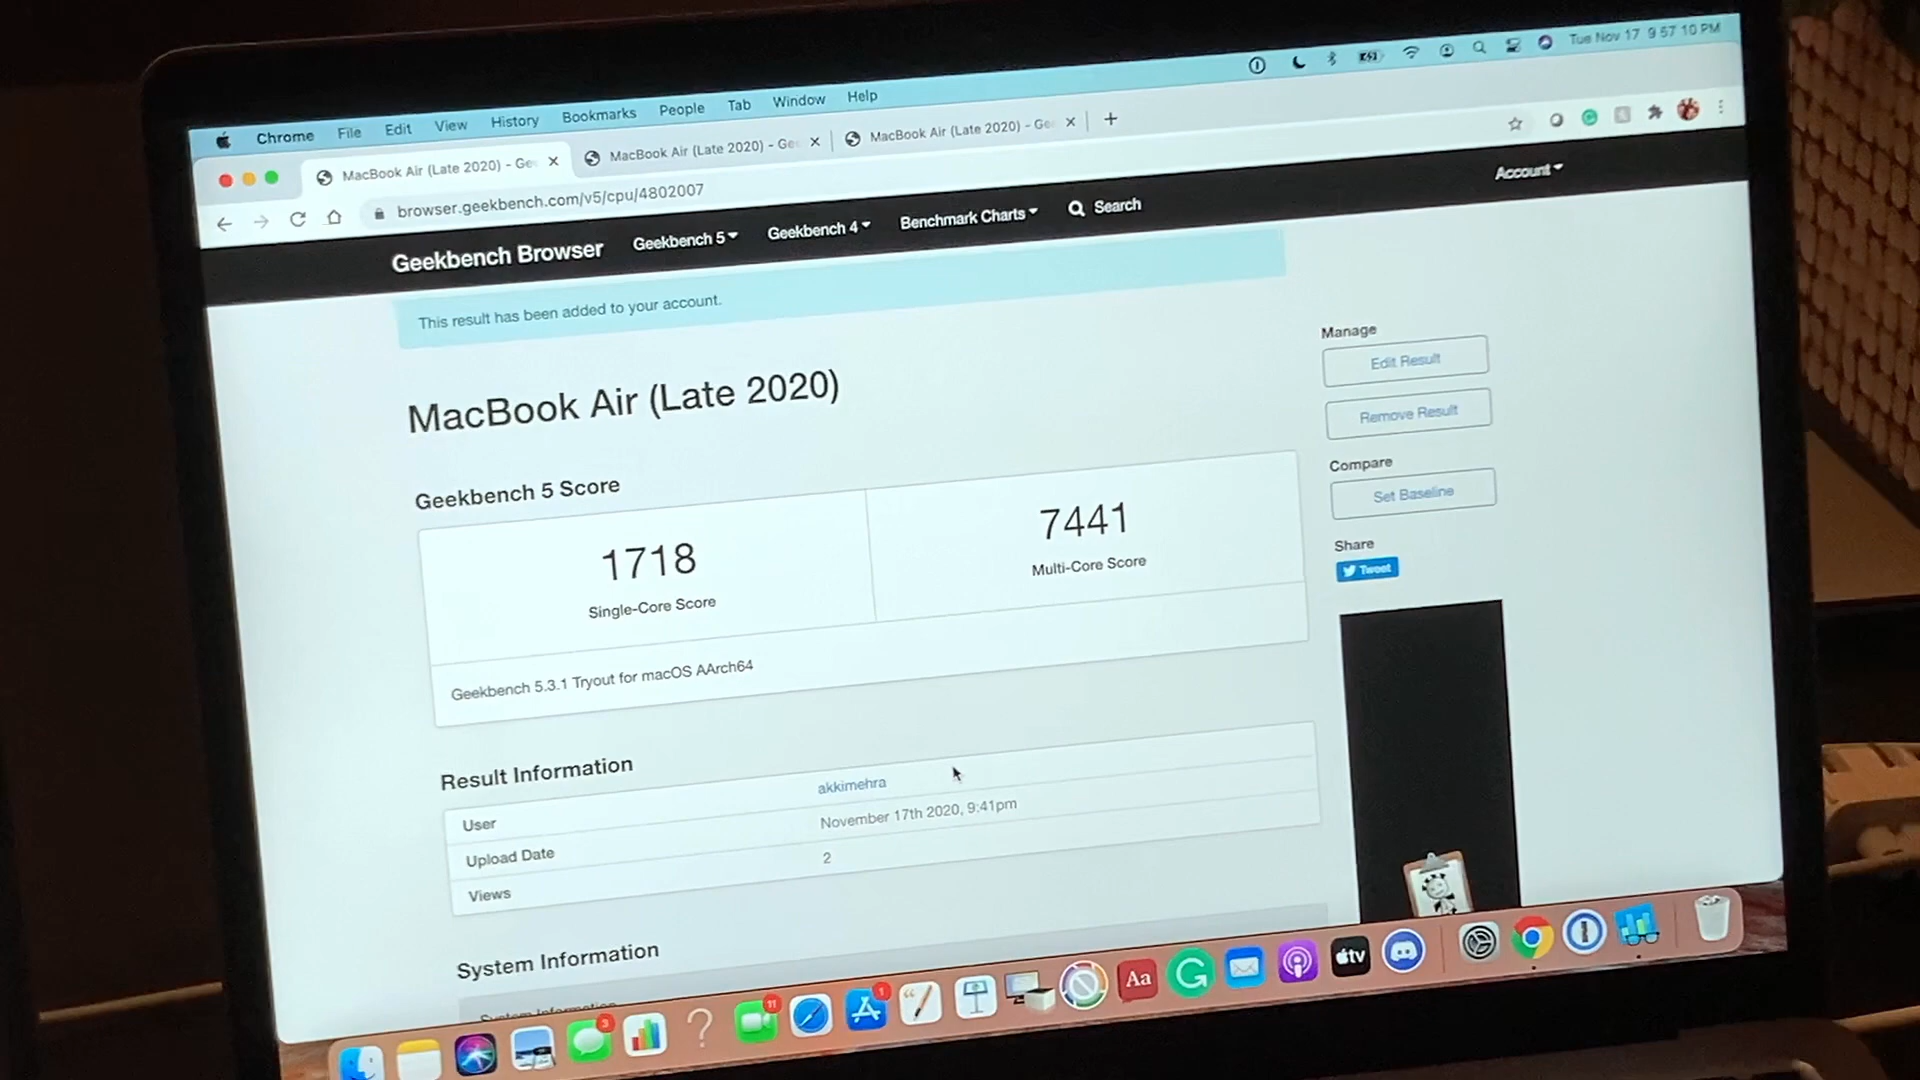 Chrome File Edit View History Bookmarks People Tab Window Help Tue Nov 17 9 57 10 PM
MacBook Air (Late 2020) - Ge MacBook Air (Late 2020) - Ge MacBook Air (Late 2020) - Ge
browser.geekbench.com/v5/cpu/4802007
Geekbench Browser Geekbench 5 Geekbench 4 Benchmark Charts Search Account
This result has been added to your account.
MacBook Air (Late 2020)
Geekbench 5 Score
1718
Single-Core Score
7441
Multi-Core Score
Geekbench 5.3.1 Tryout for macOS AArch64
Result Information
User akkimehra
Upload Date November 17th 2020, 9:41pm
Views 2
System Information
System Information
Manage
Edit Result
Remove Result
Compare
Set Baseline
Share
Tweet
3
11
1
Aa
tv